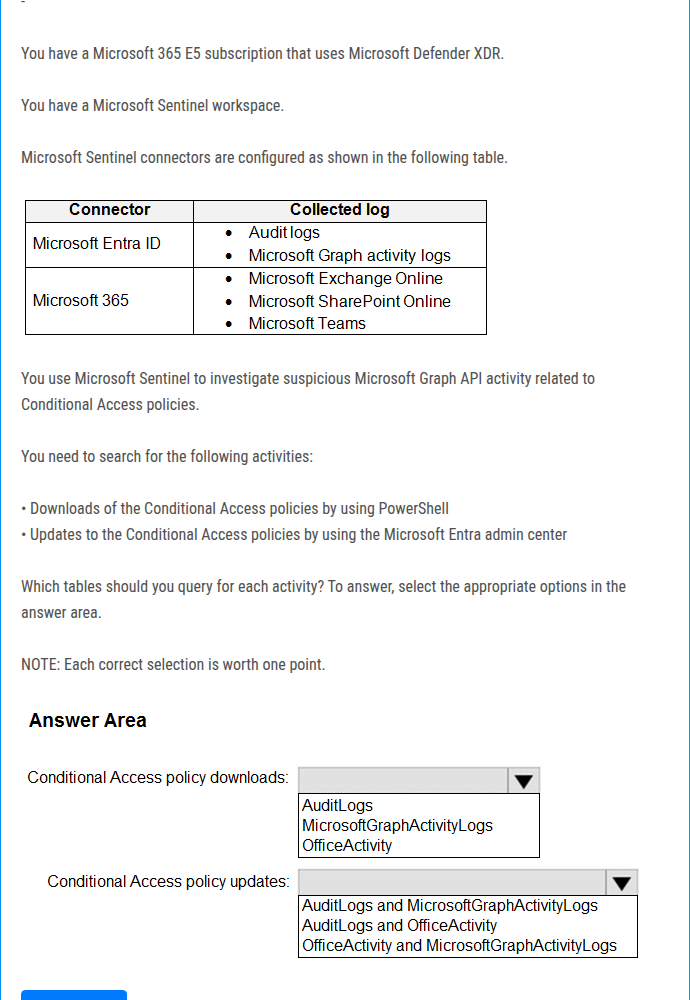 You have a Microsoft 365 E5 subscription that uses Microsoft Defender XDR.
You have a Microsoft Sentinel workspace.
Microsoft Sentinel connectors are configured as shown in the following table.
Connector Collected log
Microsoft Entra ID
• Audit logs
• Microsoft Graph activity logs
Microsoft 365
• Microsoft Exchange Online
• Microsoft SharePoint Online
• Microsoft Teams
You use Microsoft Sentinel to investigate suspicious Microsoft Graph API activity related to
Conditional Access policies.
You need to search for the following activities:
• Downloads of the Conditional Access policies by using PowerShell
• Updates to the Conditional Access policies by using the Microsoft Entra admin center
Which tables should you query for each activity? To answer, select the appropriate options in the
answer area.
NOTE: Each correct selection is worth one point.
Answer Area
Conditional Access policy downloads:
AuditLogs
MicrosoftGraphActivityLogs
OfficeActivity
Conditional Access policy updates:
AuditLogs and MicrosoftGraphActivityLogs
AuditLogs and OfficeActivity
OfficeActivity and MicrosoftGraphActivityLogs